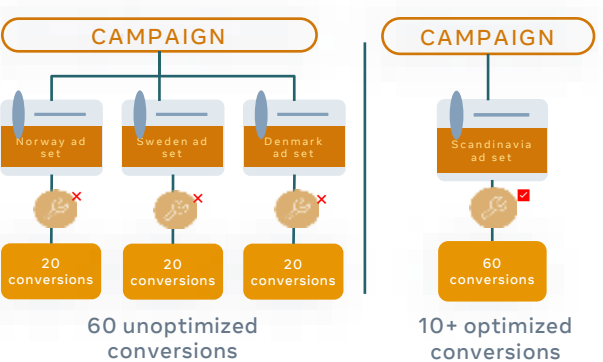 CAMPAIGN
CAMPAIGN
Norway ad
set
Sweden ad
set
Denmark
ad set
Scandinavia
ad set
20
conversions
20
conversions
20
conversions
60
conversions
60 unoptimized
conversions
10+ optimized
conversions